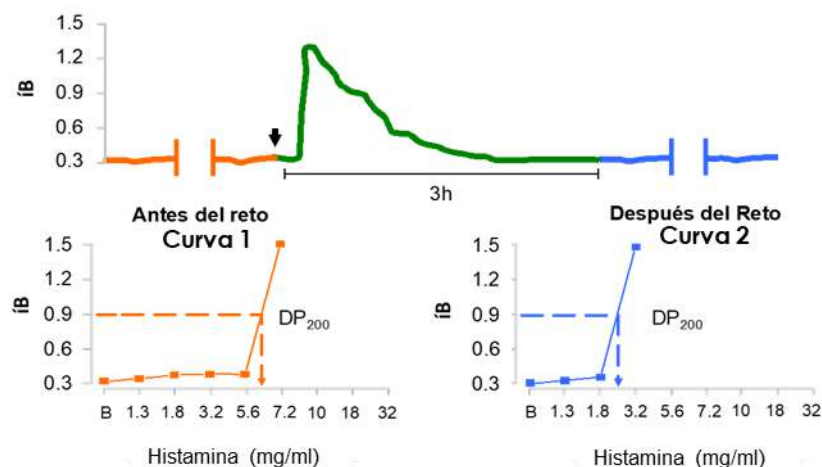 1.5
1.2
0.9
0.6
0.3
íB
3h
Antes del reto
Curva 1
Después del Reto
Curva 2
1.5
1.2
0.9
0.6
0.3
íB
DP200
B 1.3 1.8 3.2 5.6 7.2 10 18 32
Histamina (mg/ml)
1.5
1.2
0.9
0.6
0.3
íB
DP200
B 1.3 1.8 3.2 5.6 7.2 10 18 32
Histamina (mg/ml)